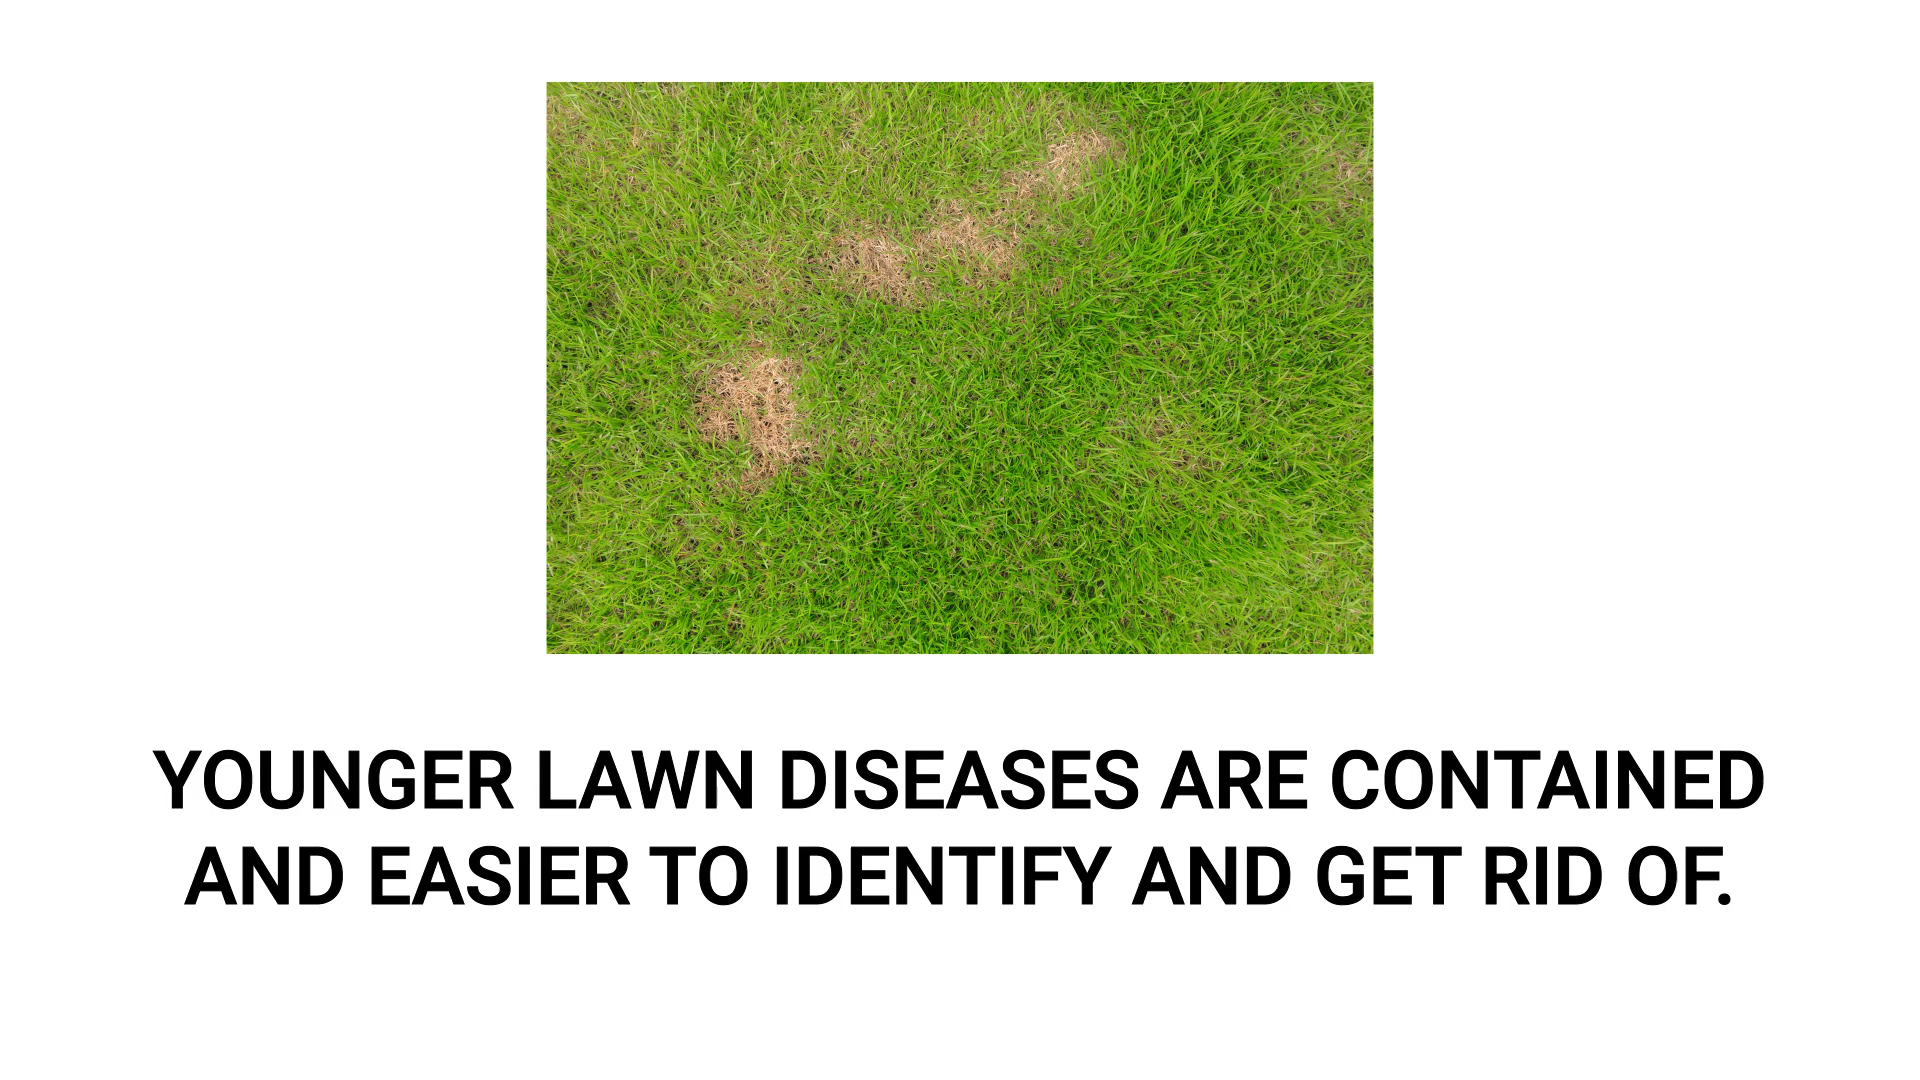 YOUNGER LAWN DISEASES ARE CONTAINED
AND EASIER TO IDENTIFY AND GET RID OF.